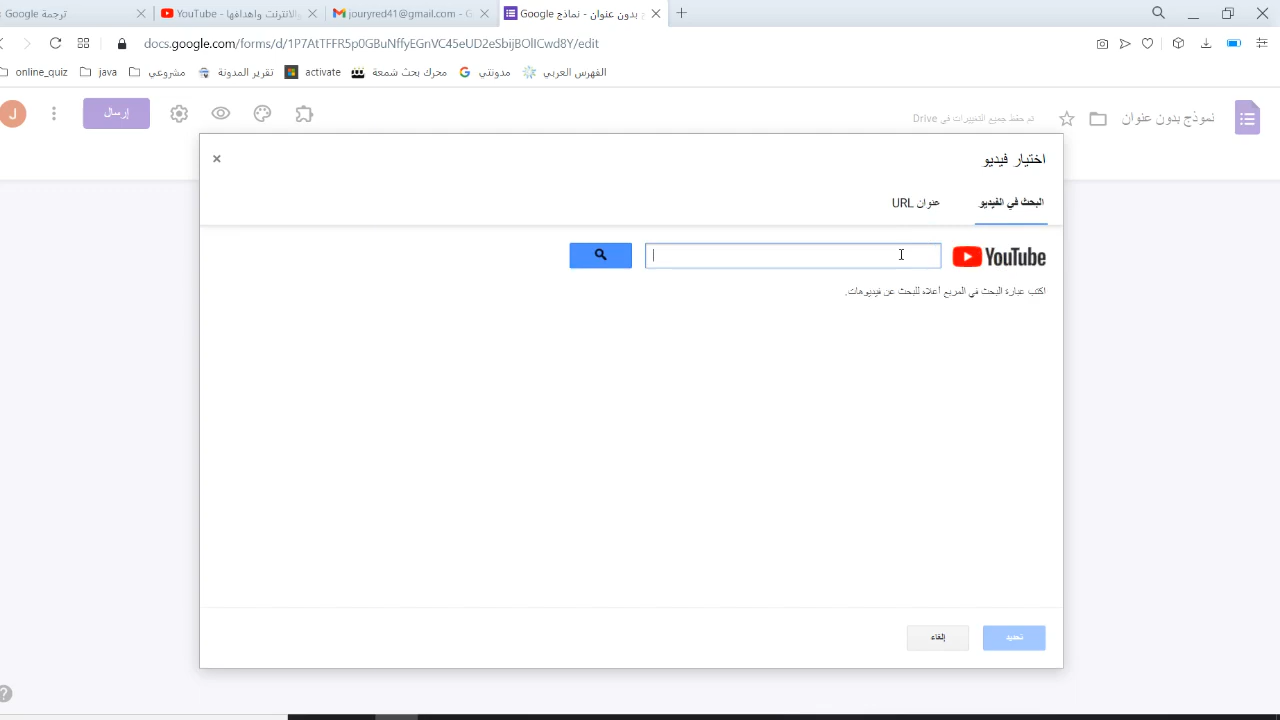 ترجمة Google
YouTube - والانترنت واهدافها
jouryred41@gmail.com - G
بدون عنوان - نماذج Google
docs.google.com/forms/d/1P7AtTFFR5p0GBuNffyEGnVC45eUD2eSbijBOlICwd8Y/edit
online_quiz java مشروعي تقرير المدونة activate محرك بحث شمعة مدونتي الفهرس العربي
J إرسال تم حفظ جميع التغييرات في Drive نموذج بدون عنوان
اختيار فيديو
البحث في الفيديو عنوان URL
YouTube
اكتب عبارة البحث في المربع أعلاه للبحث عن فيديوهات.
تحديد إلغاء